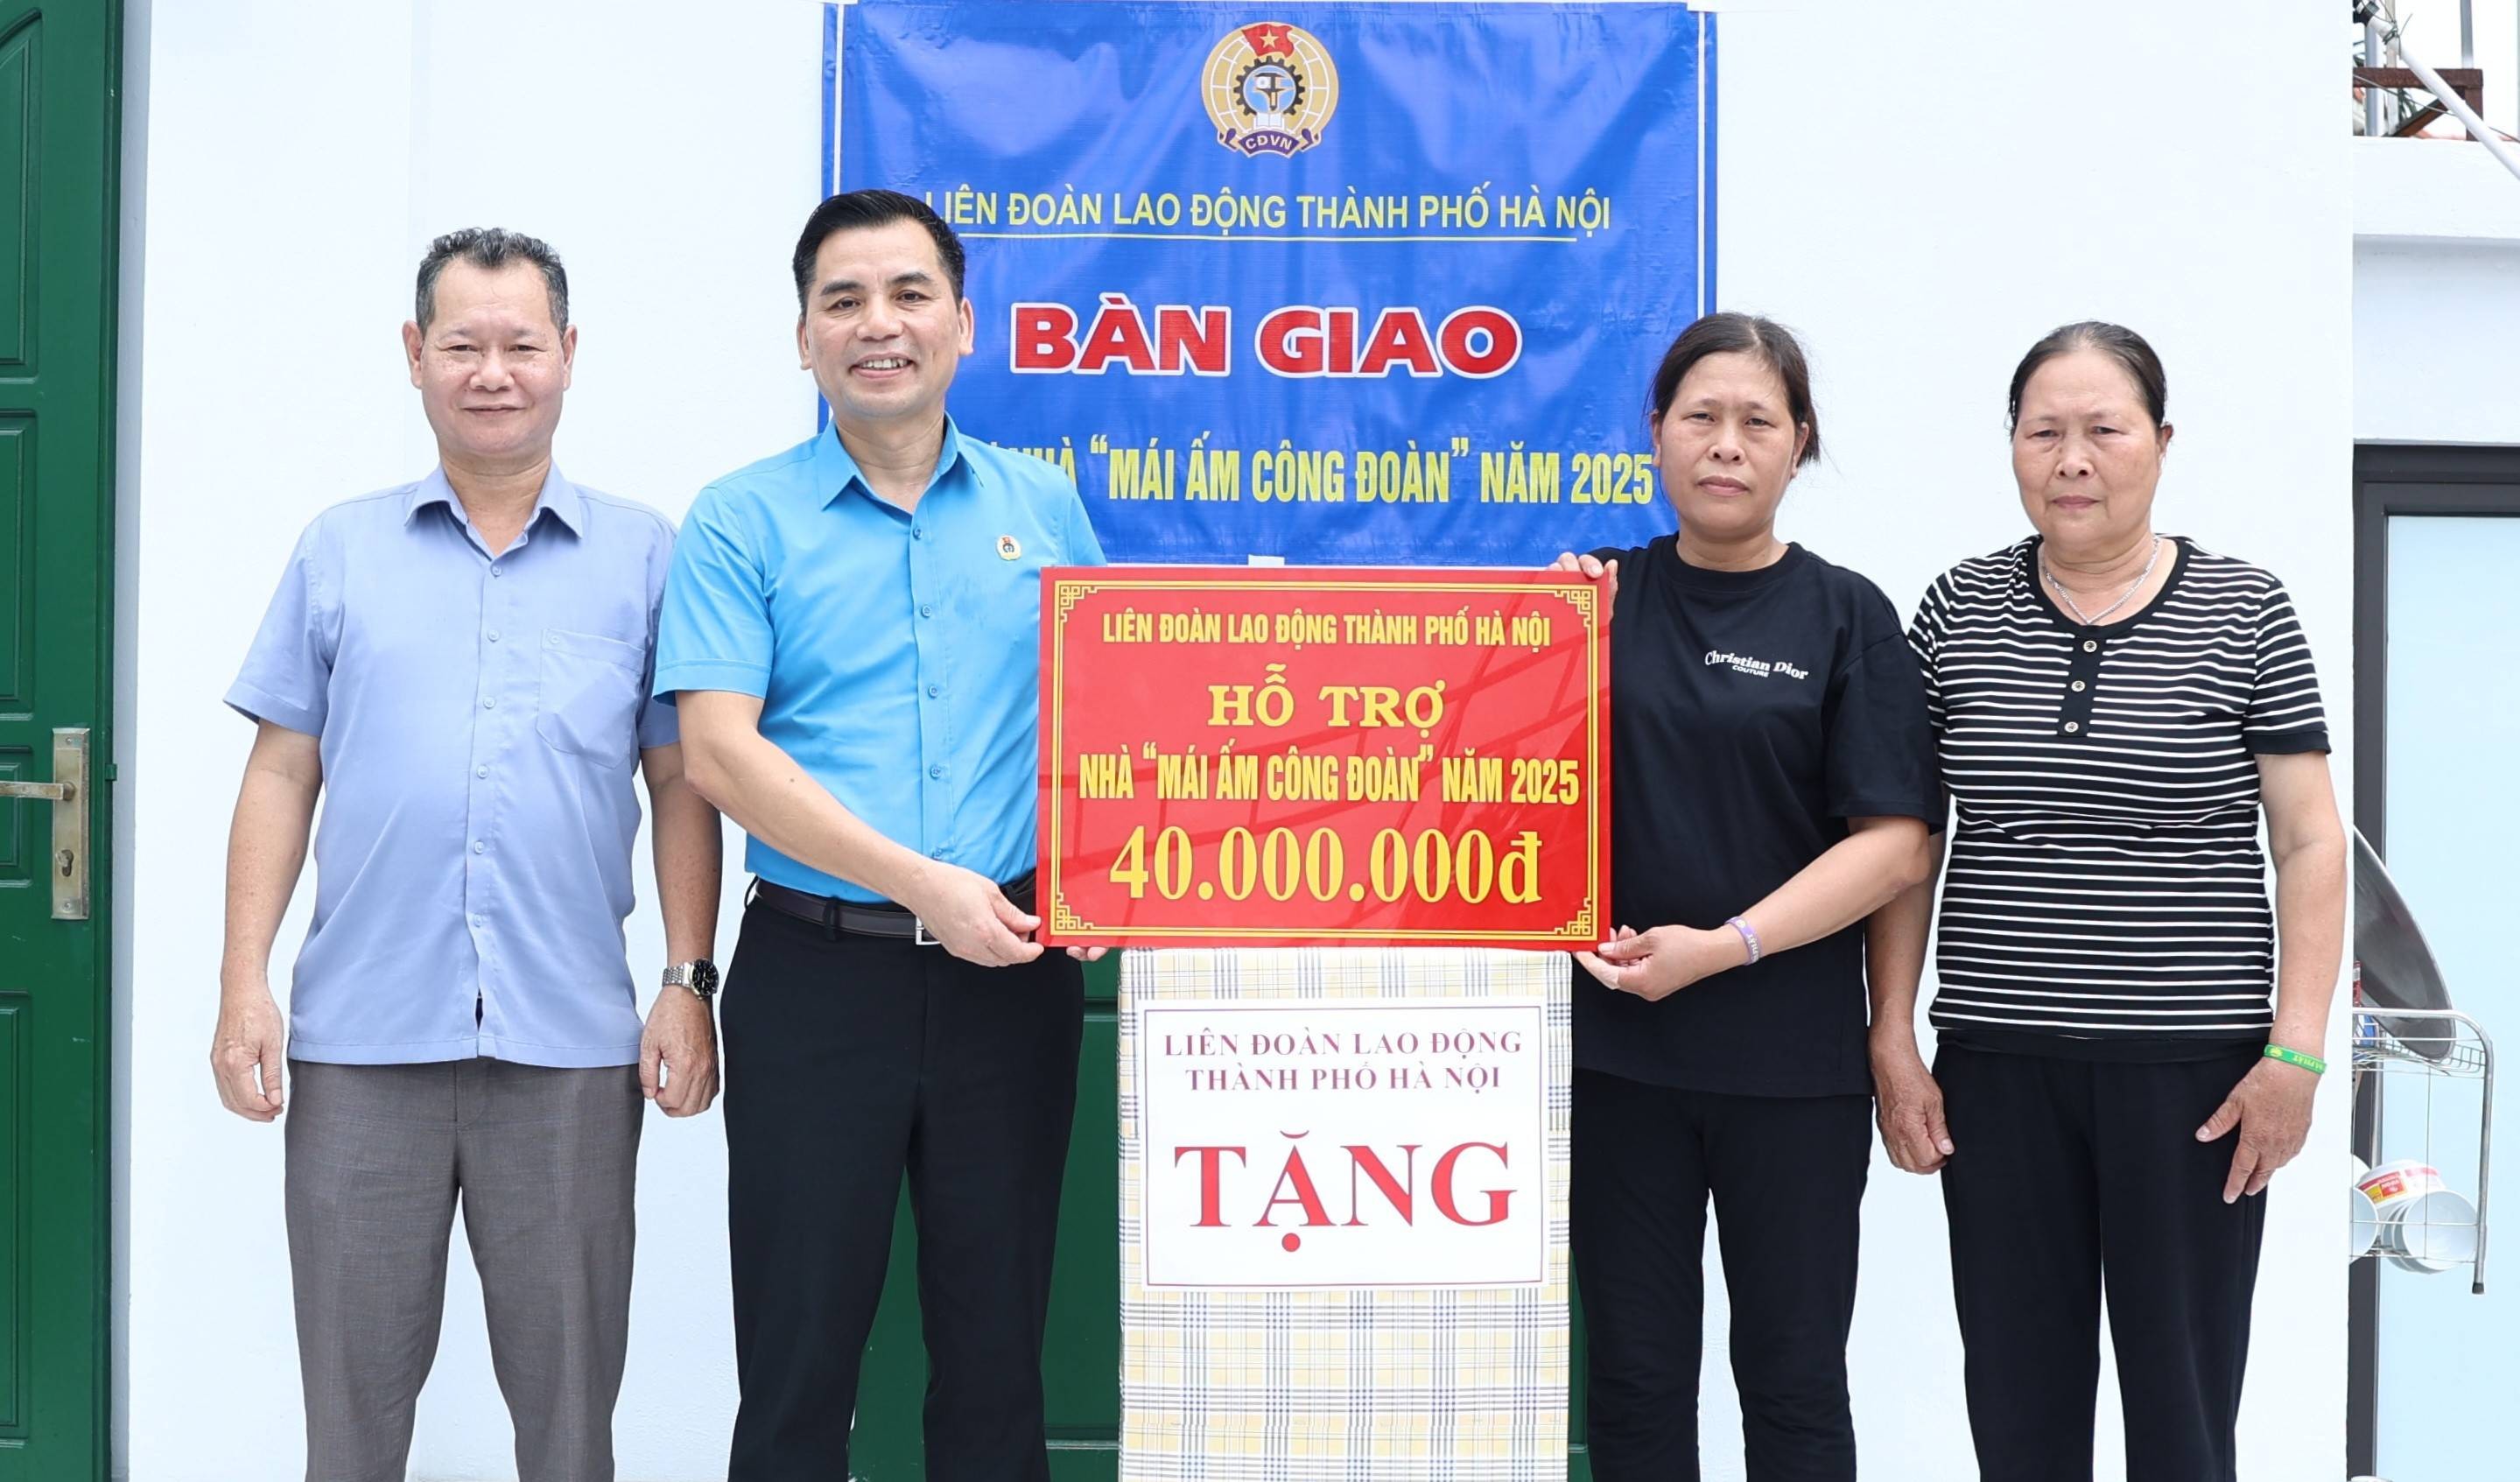 CĐVN
LIÊN ĐOÀN LAO ĐỘNG THÀNH PHỐ HÀ NỘI
BÀN GIAO
NHÀ “MÁI ẤM CÔNG ĐOÀN” NĂM 2025
LIÊN ĐOÀN LAO ĐỘNG THÀNH PHỐ HÀ NỘI
HỖ TRỢ
NHÀ “MÁI ẤM CÔNG ĐOÀN” NĂM 2025
40.000.000đ
Christian Dior
COUTURE
LIÊN ĐOÀN LAO ĐỘNG
THÀNH PHỐ HÀ NỘI
TẶNG